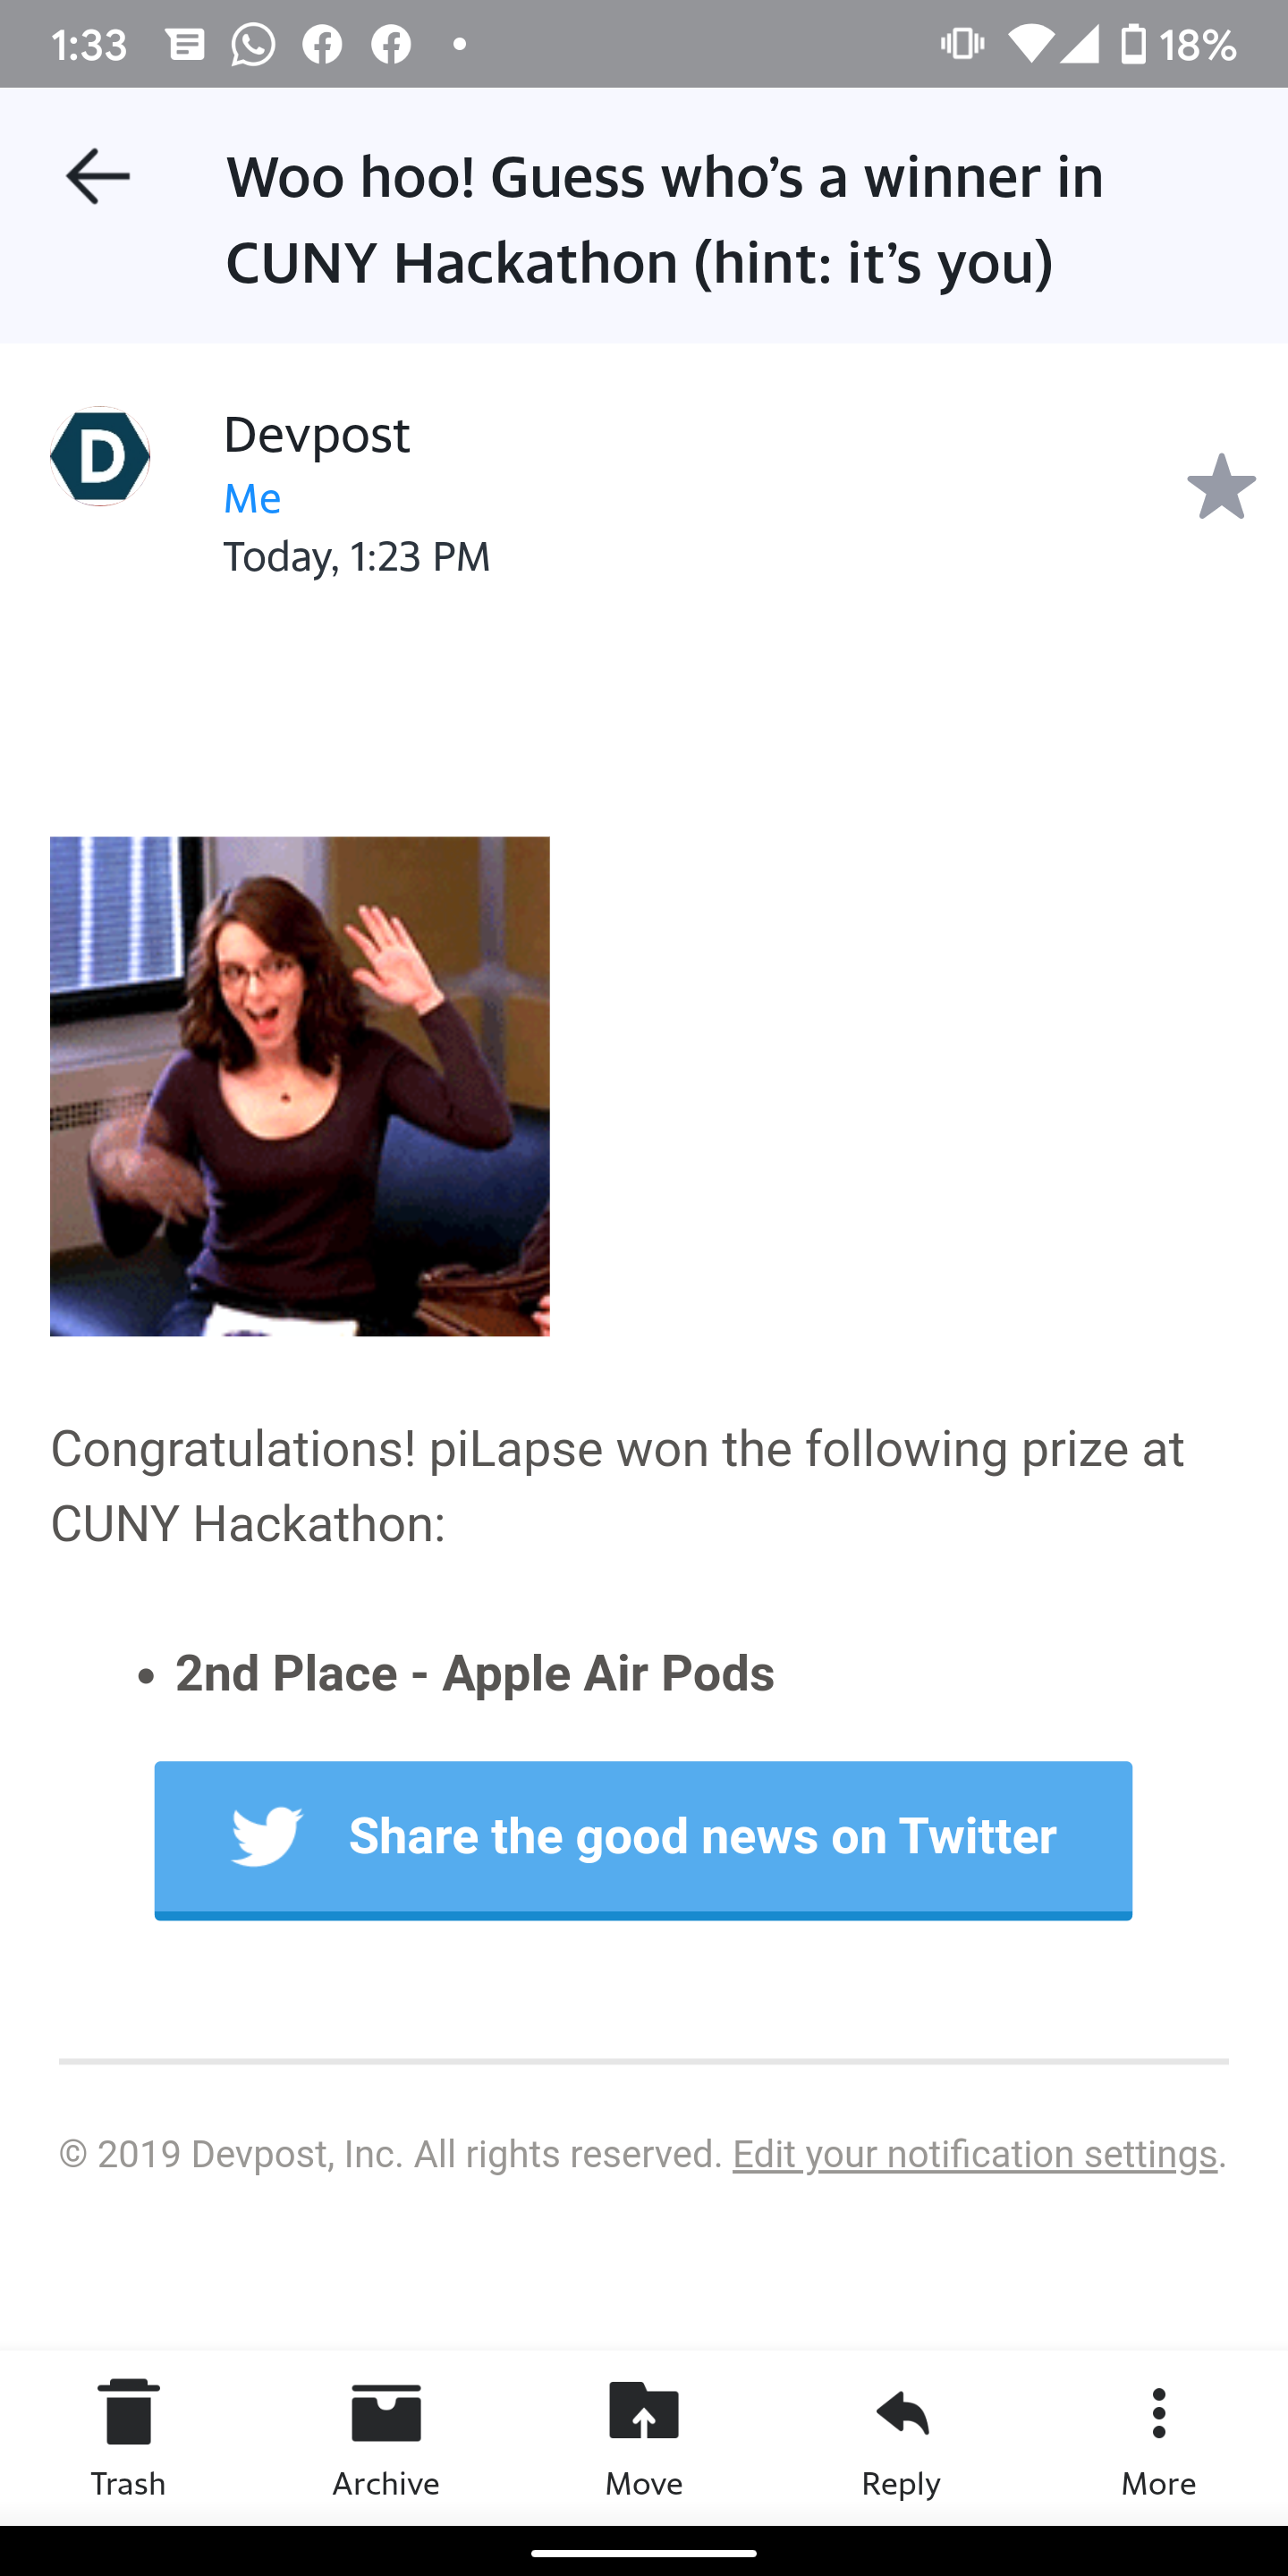 1:33 18%
Woo hoo! Guess who’s a winner in
CUNY Hackathon (hint: it’s you)
D
Devpost
Me
Today, 1:23 PM
Congratulations! piLapse won the following prize at
CUNY Hackathon:
• 2nd Place - Apple Air Pods
Share the good news on Twitter
© 2019 Devpost, Inc. All rights reserved. Edit your notification settings.
Trash Archive Move Reply More